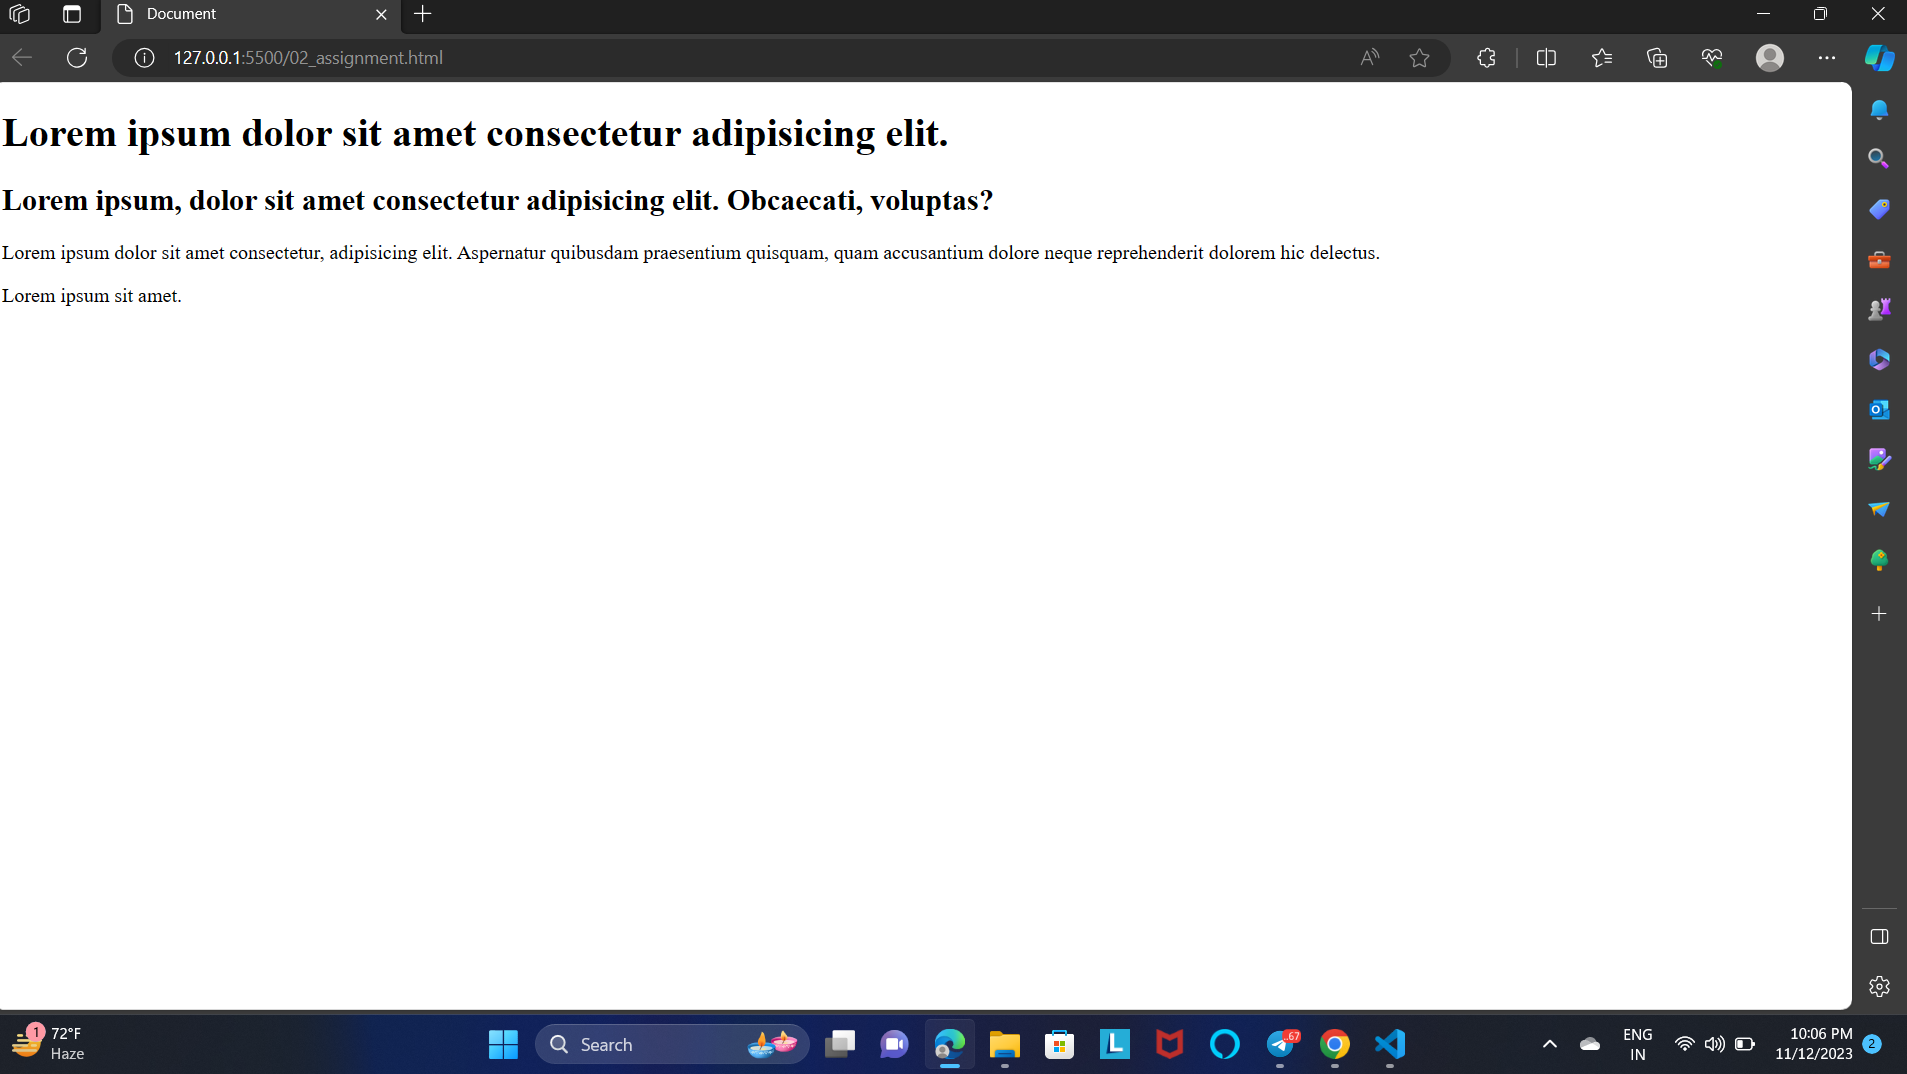 Document
127.0.0.1:5500/02_assignment.html
Lorem ipsum dolor sit amet consectetur adipisicing elit.
Lorem ipsum, dolor sit amet consectetur adipisicing elit. Obcaecati, voluptas?
Lorem ipsum dolor sit amet consectetur, adipisicing elit. Aspernatur quibusdam praesentium quisquam, quam accusantium dolore neque reprehenderit dolorem hic delectus.
Lorem ipsum sit amet.
1
72°F
Haze
Search
L
..67
ENG
IN
10:06 PM
11/12/2023
2